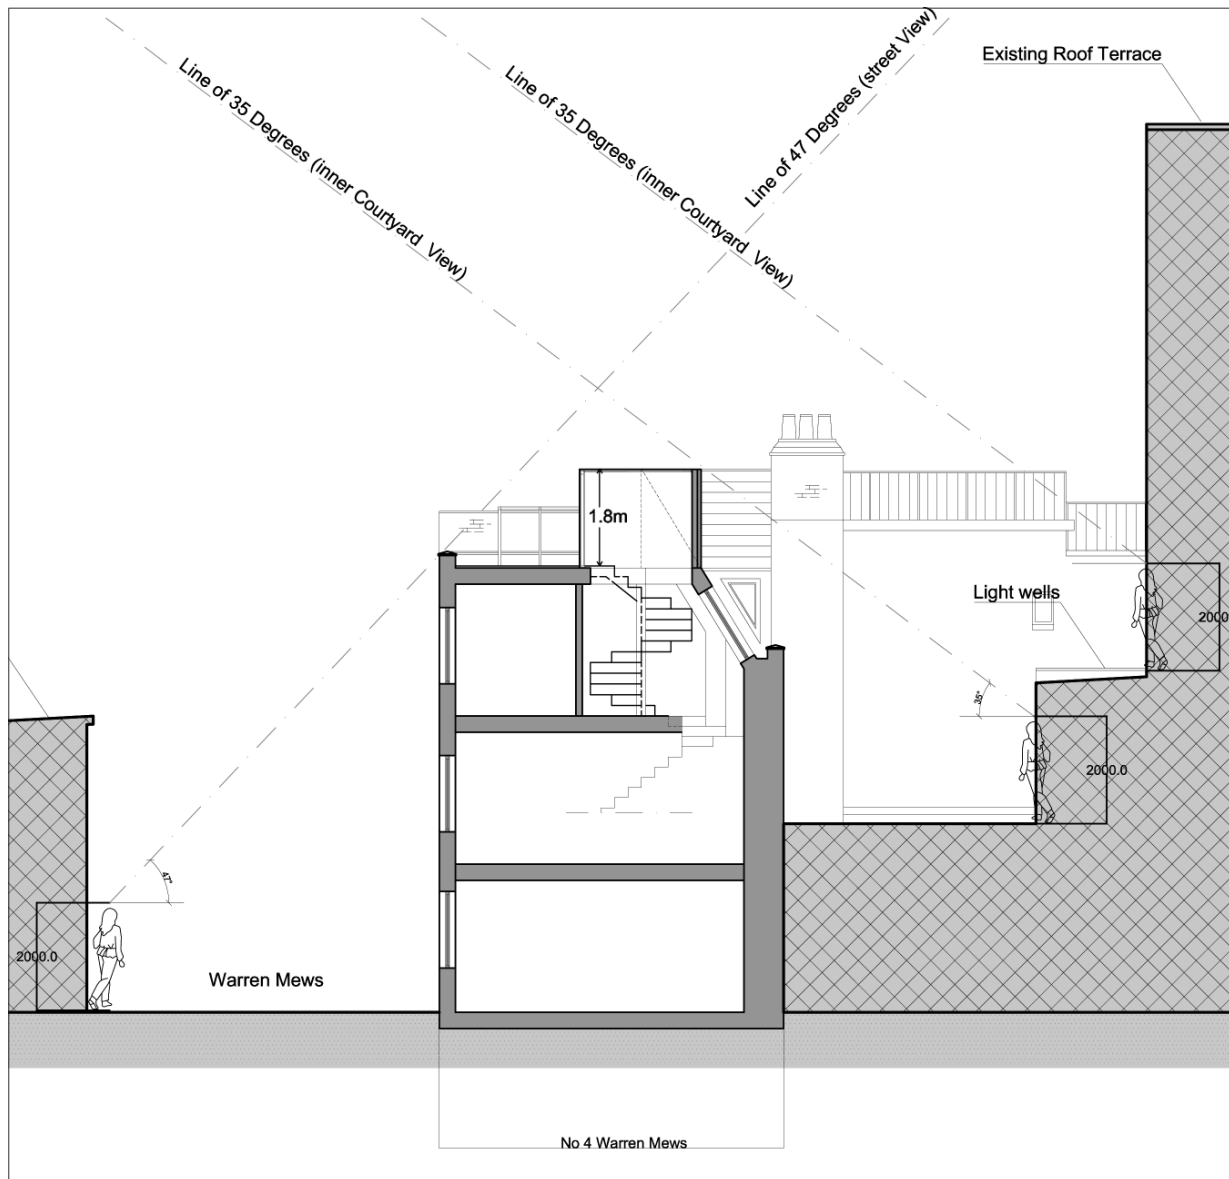 Line of 35 Degrees (inner Courtyard View)
Line of 35 Degrees (inner Courtyard View)
Line of 47 Degrees (street View)
Existing Roof Terrace
1.8m
Light wells
2000
35°
2000.0
47°
2000.0
Warren Mews
No 4 Warren Mews